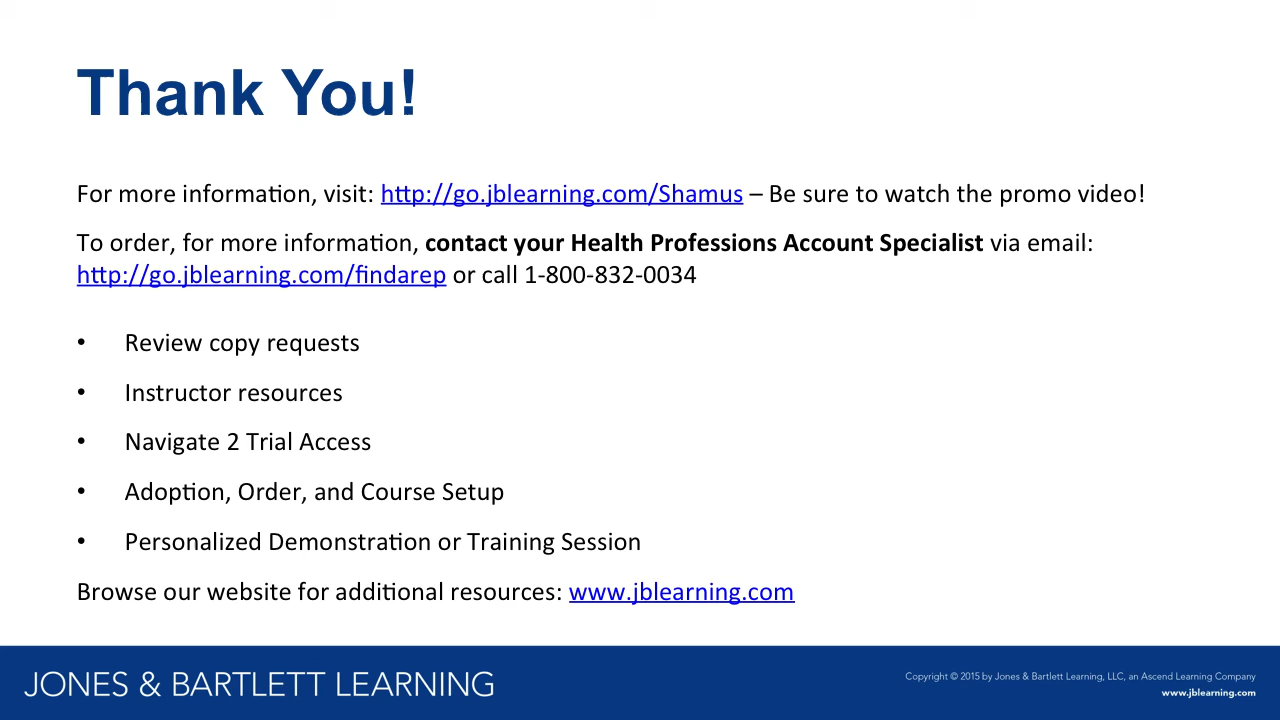 Thank You!
For more information, visit: http://go.jblearning.com/Shamus – Be sure to watch the promo video!
To order, for more information, contact your Health Professions Account Specialist via email:
http://go.jblearning.com/findarep or call 1-800-832-0034
• Review copy requests
• Instructor resources
• Navigate 2 Trial Access
• Adoption, Order, and Course Setup
• Personalized Demonstration or Training Session
Browse our website for additional resources: www.jblearning.com
JONES & BARTLETT LEARNING
Copyright © 2015 by Jones & Bartlett Learning, LLC, an Ascend Learning Company
www.jblearning.com